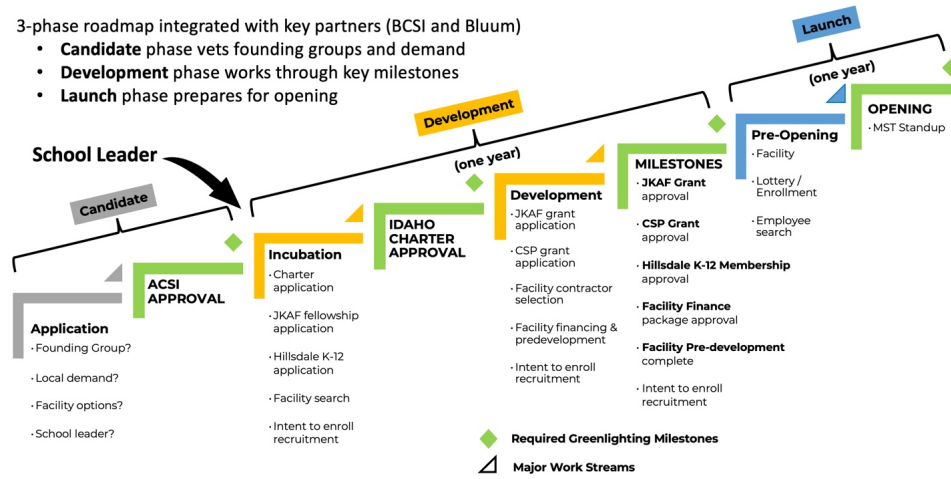 3-phase roadmap integrated with key partners (BCSI and Bluum)
• Candidate phase vets founding groups and demand
• Development phase works through key milestones
• Launch phase prepares for opening
Launch
(one year)
Development
(one year)
School Leader
Candidate
Application
· Founding Group?
· Local demand?
· Facility options?
· School leader?
ACSI
APPROVAL
Incubation
· Charter
application
· JKAF fellowship
application
· Hillsdale K-12
application
· Facility search
· Intent to enroll
recruitment
IDAHO
CHARTER
APPROVAL
Development
· JKAF grant
application
· CSP grant
application
· Facility contractor
selection
· Facility financing &
predevelopment
· Intent to enroll
recruitment
MILESTONES
· JKAF Grant
approval
· CSP Grant
approval
· Hillsdale K-12 Membership
approval
· Facility Finance
package approval
· Facility Pre-development
complete
· Intent to enroll
recruitment
Pre-Opening
· Facility
· Lottery /
Enrollment
· Employee
search
OPENING
· MST Standup
Required Greenlighting Milestones
Major Work Streams